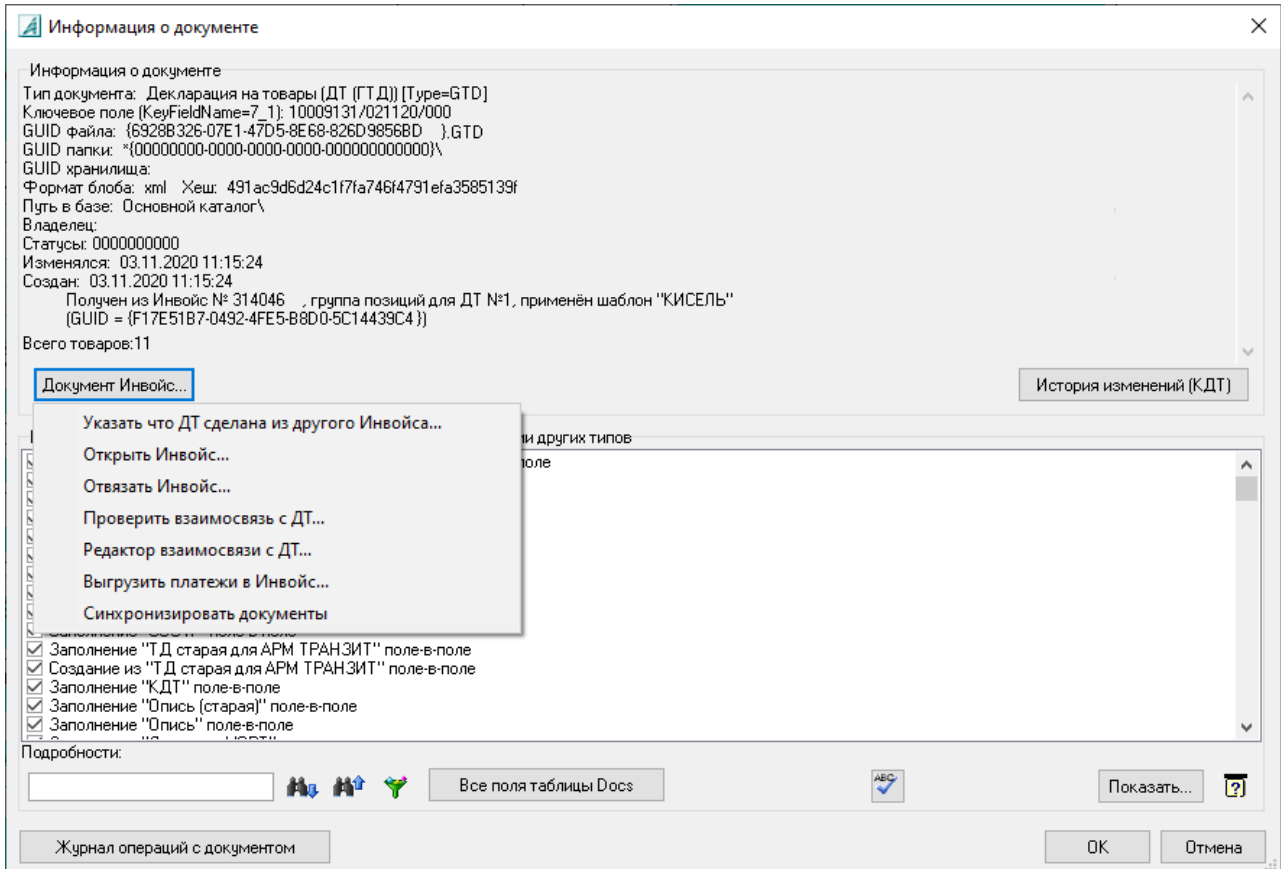 Информация о документе
Информация о документе
Тип документа: Декларация на товары (ДТ (ГТД)) [Type=GTD]
Ключевое поле (KeyFieldName=7_1): 10009131/021120/000
GUID файла: {6928B326-07E1-47D5-8E68-826D9856BD }.GTD
GUID папки: *{00000000-0000-0000-0000-000000000000}\
GUID хранилища:
Формат блоба: xml Хеш: 491ac9d6d24c1f7fa746f4791efa3585139f
Путь в базе: Основной каталог\
Владелец:
Статусы: 0000000000
Изменялся: 03.11.2020 11:15:24
Создан: 03.11.2020 11:15:24
Получен из Инвойс № 314046 , группа позиций для ДТ №1, применён шаблон "КИСЕЛЬ"
(GUID = {F17E51B7-0492-4FE5-B8D0-5C14439C4 })
Всего товаров:11
Документ Инвойс...
История изменений (КДТ)
Указать что ДТ сделана из другого Инвойса...
Открыть Инвойс...
Отвязать Инвойс...
Проверить взаимосвязь с ДТ...
Редактор взаимосвязи с ДТ...
Выгрузить платежи в Инвойс...
Синхронизировать документы
других типов
поле
Заполнение "ТД старая для АРМ ТРАНЗИТ" поле-в-поле
Создание из "ТД старая для АРМ ТРАНЗИТ" поле-в-поле
Заполнение "КДТ" поле-в-поле
Заполнение "Опись (старая)" поле-в-поле
Заполнение "Опись" поле-в-поле
Подробности:
Все поля таблицы Docs
ABC
Показать...
Журнал операций с документом
OK
Отмена